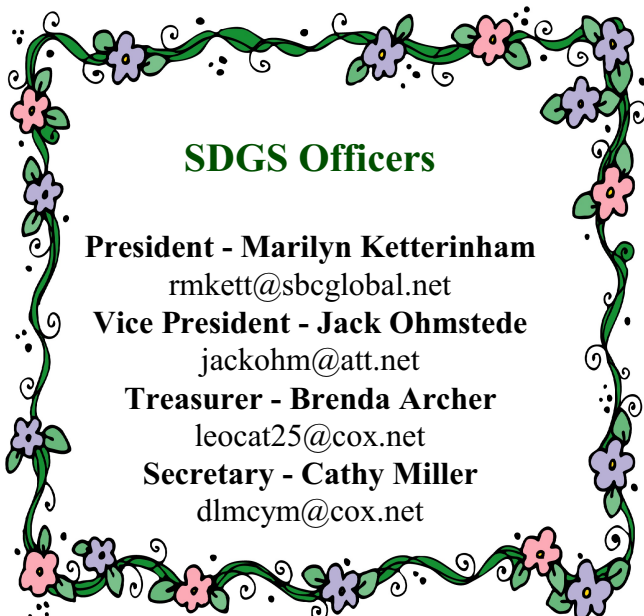 SDGS Officers
President - Marilyn Ketterinham
rmkett@sbcglobal.net
Vice President - Jack Ohmstede
jackohm@att.net
Treasurer - Brenda Archer
leocat25@cox.net
Secretary - Cathy Miller
dlmcym@cox.net